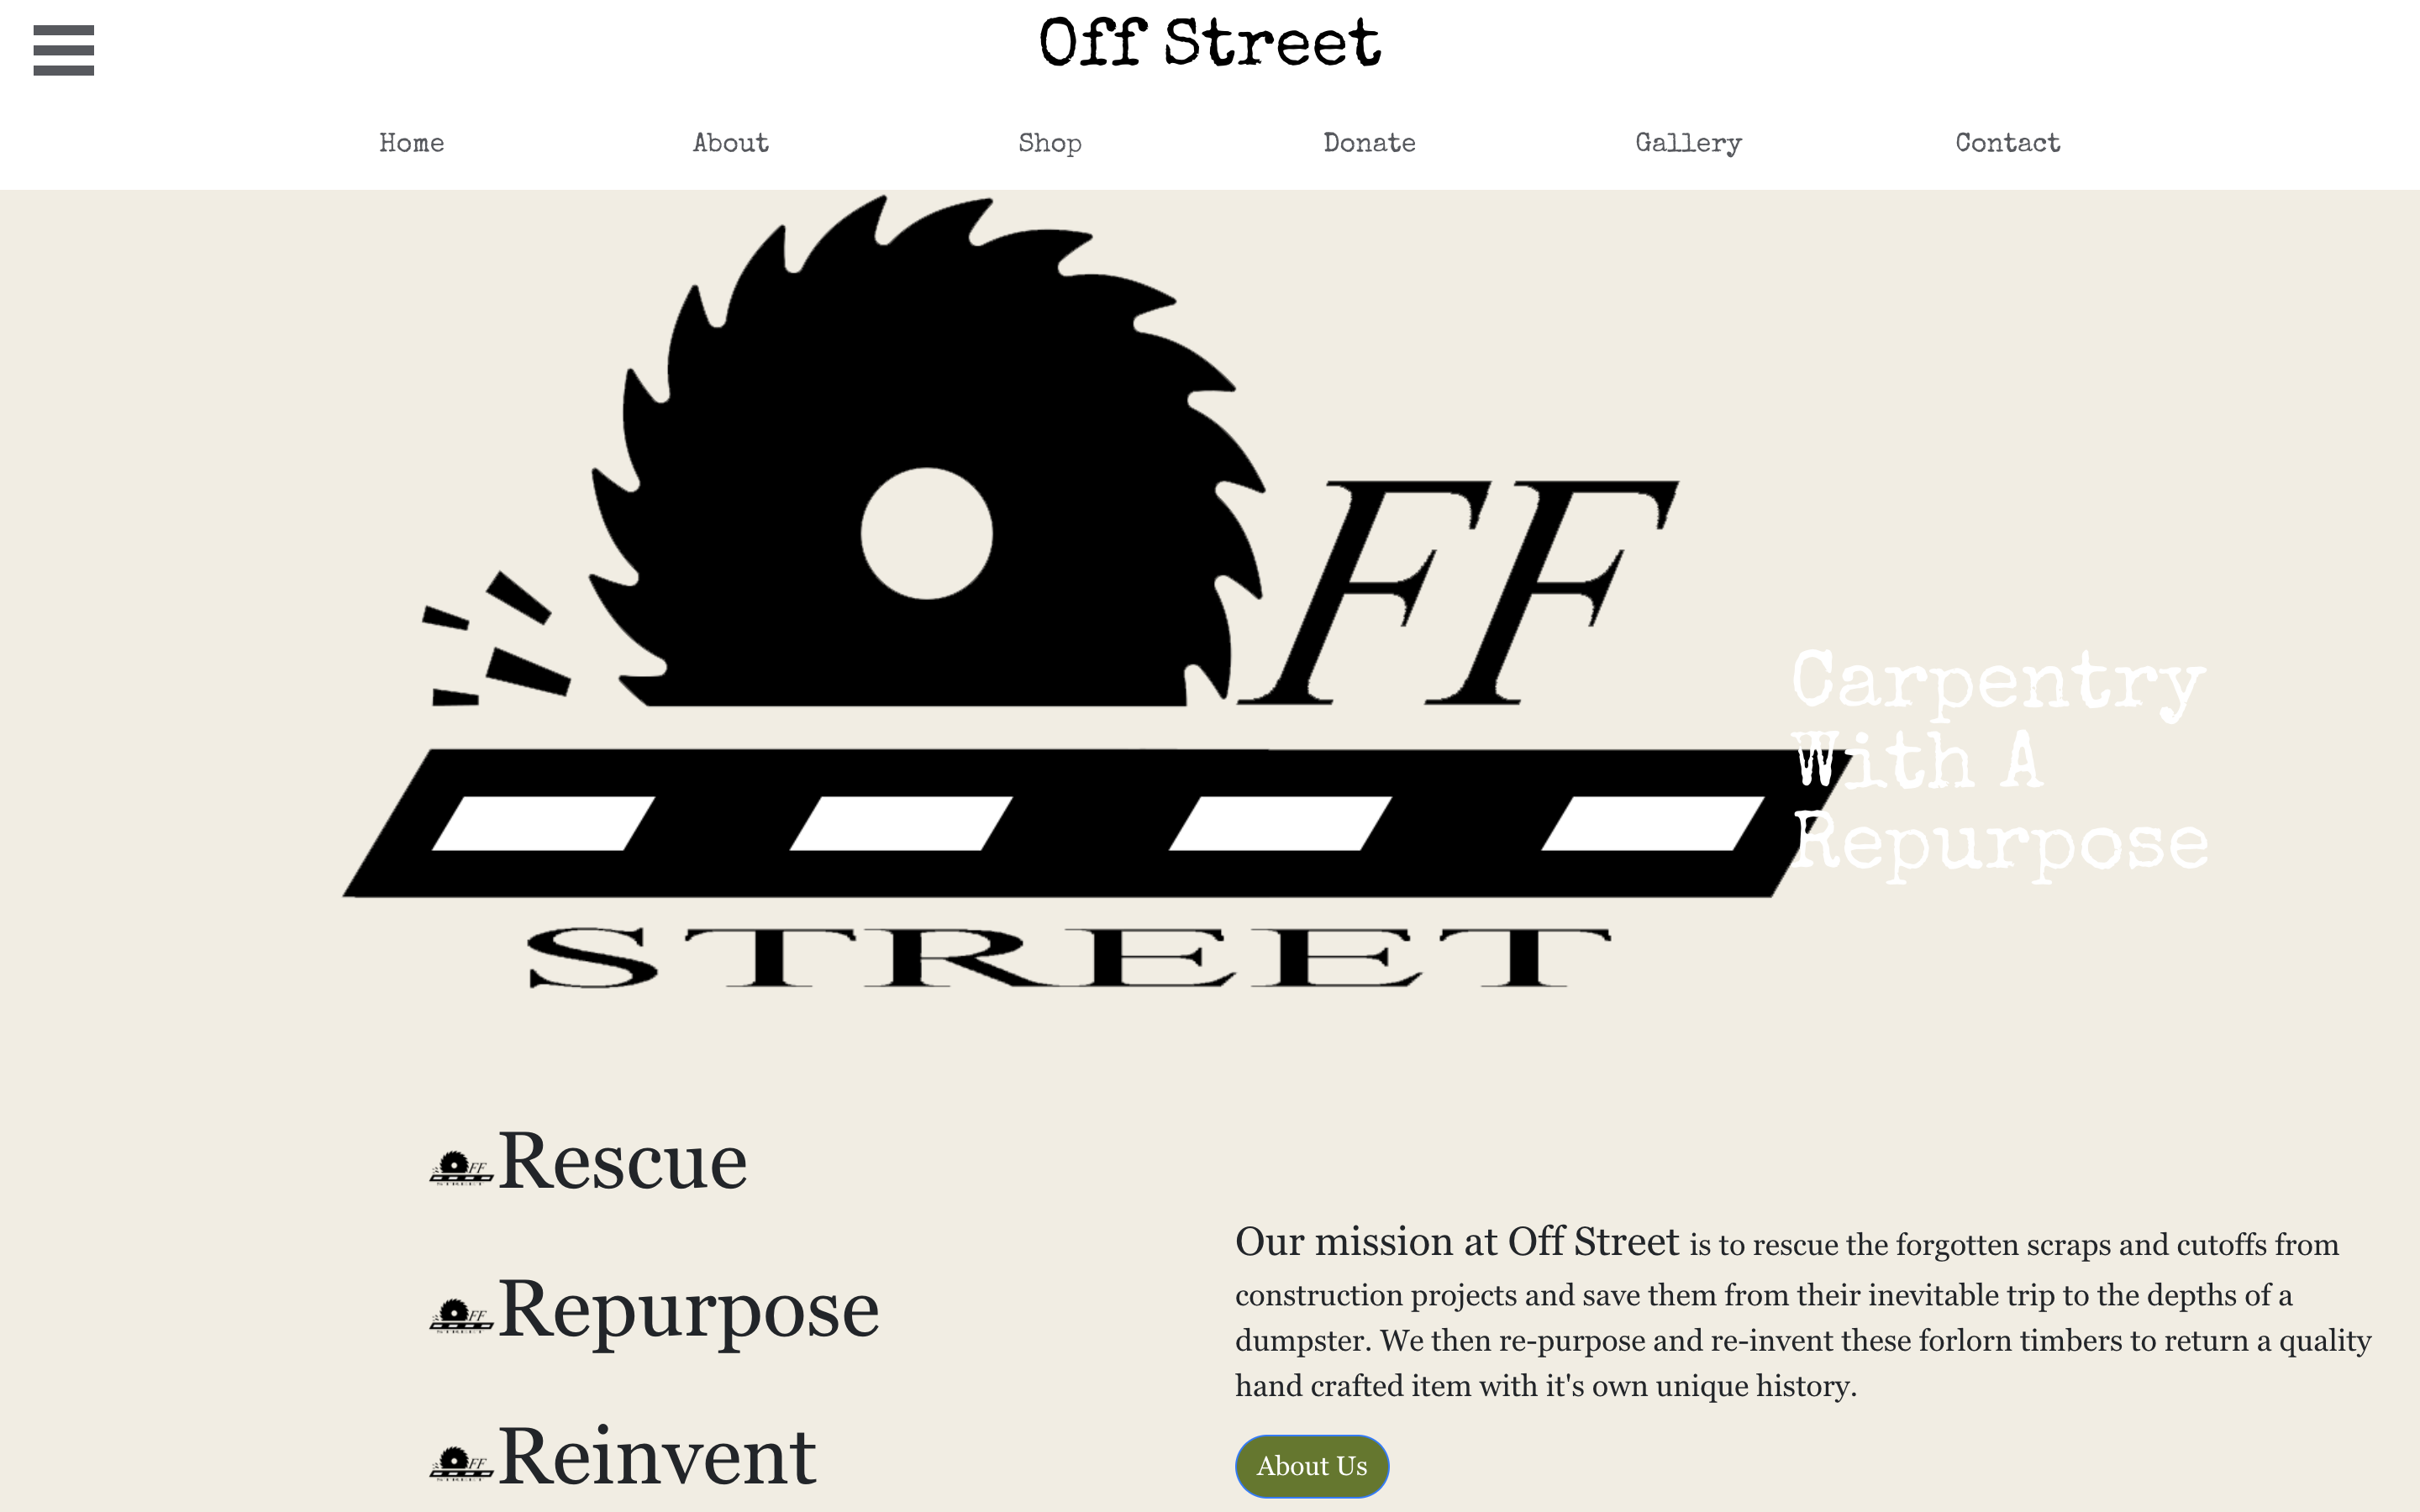 Off Street
Home About Shop Donate Gallery Contact
FF
Carpentry
With A
Repurpose
STREET
Rescue
Repurpose
Reinvent
Our mission at Off Street is to rescue the forgotten scraps and cutoffs from
construction projects and save them from their inevitable trip to the depths of a
dumpster. We then re-purpose and re-invent these forlorn timbers to return a quality
hand crafted item with it's own unique history.
About Us